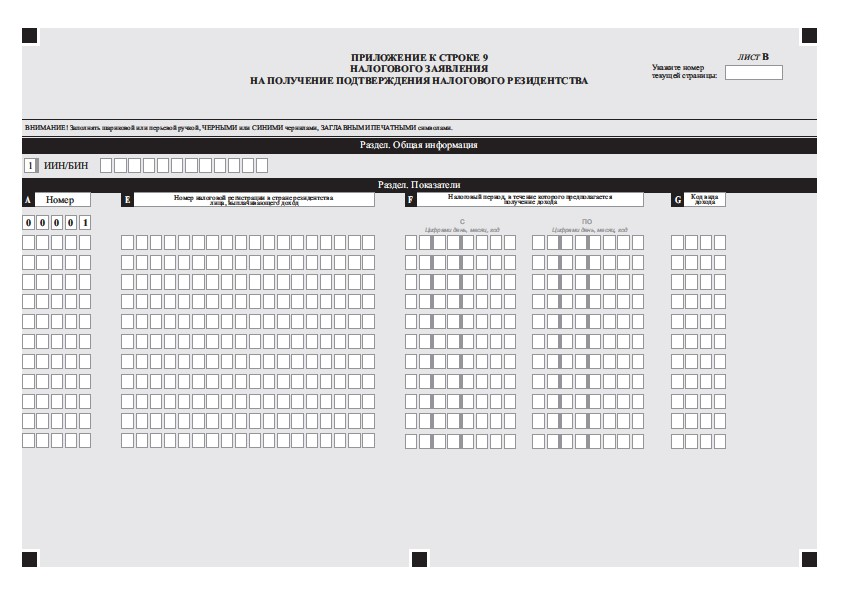 ПРИЛОЖЕНИЕ К СТРОКЕ 9
НАЛОГОВОГО ЗАЯВЛЕНИЯ
НА ПОЛУЧЕНИЕ ПОДТВЕРЖДЕНИЯ НАЛОГОВОГО РЕЗИДЕНТСТВА
ЛИСТ B
Укажите номер
текущей страницы:
ВНИМАНИЕ! Заполнять шариковой или перьевой ручкой, ЧЕРНЫМИ или СИНИМИ чернилами, ЗАГЛАВНЫМИ ПЕЧАТНЫМИ символами.
Раздел. Общая информация
1 ИИН/БИН
Раздел. Показатели
A Номер
E Номер налоговой регистрации в стране резидентства
лица, выплачивающего доход
F Налоговый период, в течение которого предполагается
получение дохода
G Код вида
дохода
0 0 0 0 1
С
Цифрами день, месяц, год
ПО
Цифрами день, месяц, год